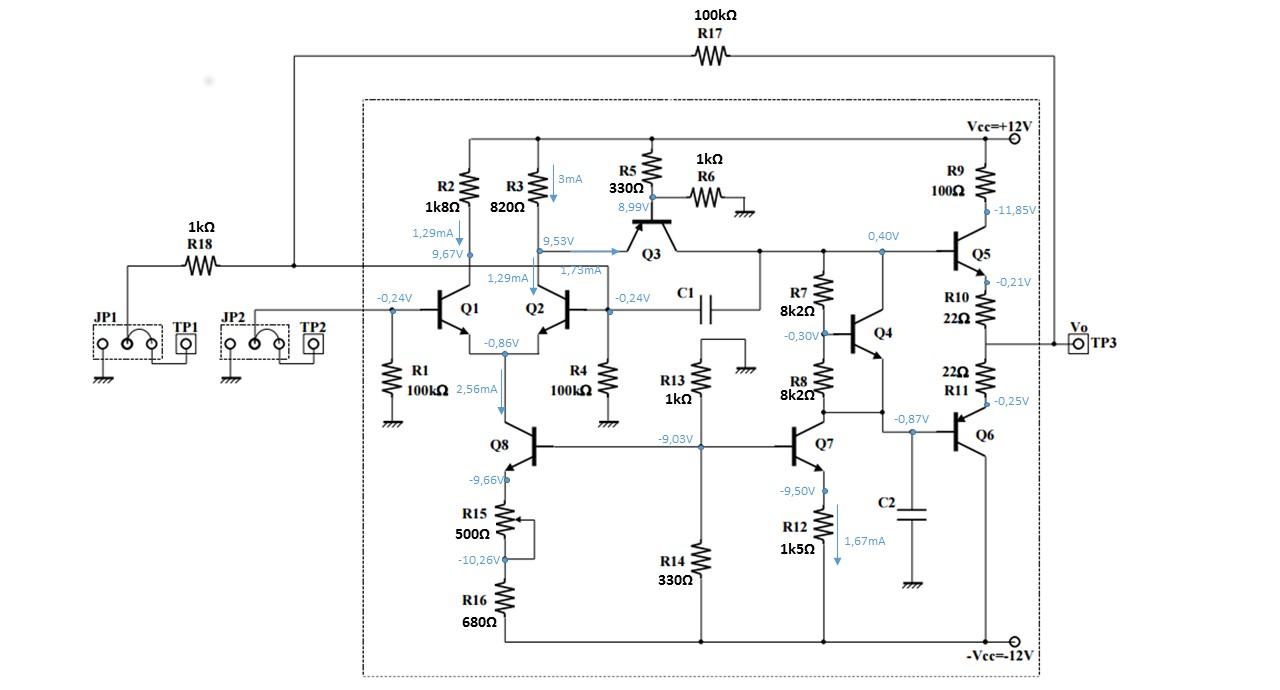 100kΩ
R17
Vcc=+12V
1kΩ
R2
1k8Ω
R3
820Ω
3mA
R5
330Ω
R6
8,99V
R9
100Ω
-11,85V
1kΩ
R18
1,29mA
9,67V
9,53V
Q3
0,40V
Q5
1,73mA
1,29mA
-0,21V
-0,24V
Q1
Q2
-0,24V
C1
R7
8k2Ω
R10
22Ω
JP1
TP1
JP2
TP2
-0,30V
Q4
Vo
TP3
-0,86V
R1
100kΩ
2,56mA
R4
100kΩ
R13
1kΩ
R8
8k2Ω
22Ω
R11
-0,25V
-0,87V
Q8
-9,03V
Q7
Q6
-9,66V
-9,50V
R15
500Ω
C2
R12
1k5Ω
1,67mA
-10,26V
R14
330Ω
R16
680Ω
-Vcc=-12V